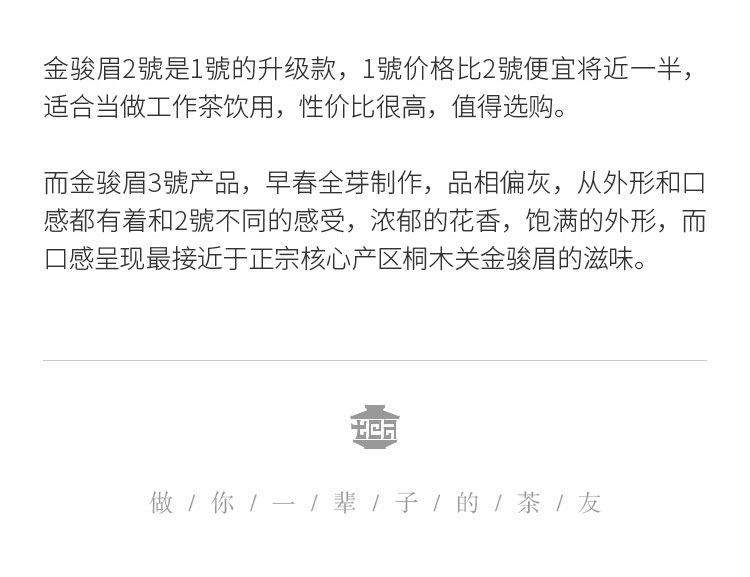 金骏眉2號是1號的升级款，1號价格比2號便宜将近一半，
适合当做工作茶饮用，性价比很高，值得选购。
而金骏眉3號产品，早春全芽制作，品相偏灰，从外形和口
感都有着和2號不同的感受，浓郁的花香，饱满的外形，而
口感呈现最接近于正宗核心产区桐木关金骏眉的滋味。
做/你/一/辈/子/的/茶/友